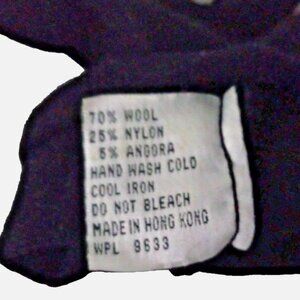 70% WOOL
25% NYLON
5% ANGORA
HAND WASH COLD
COOL IRON
DO NOT BLEACH
MADE IN HONG KONG
WPL 9633